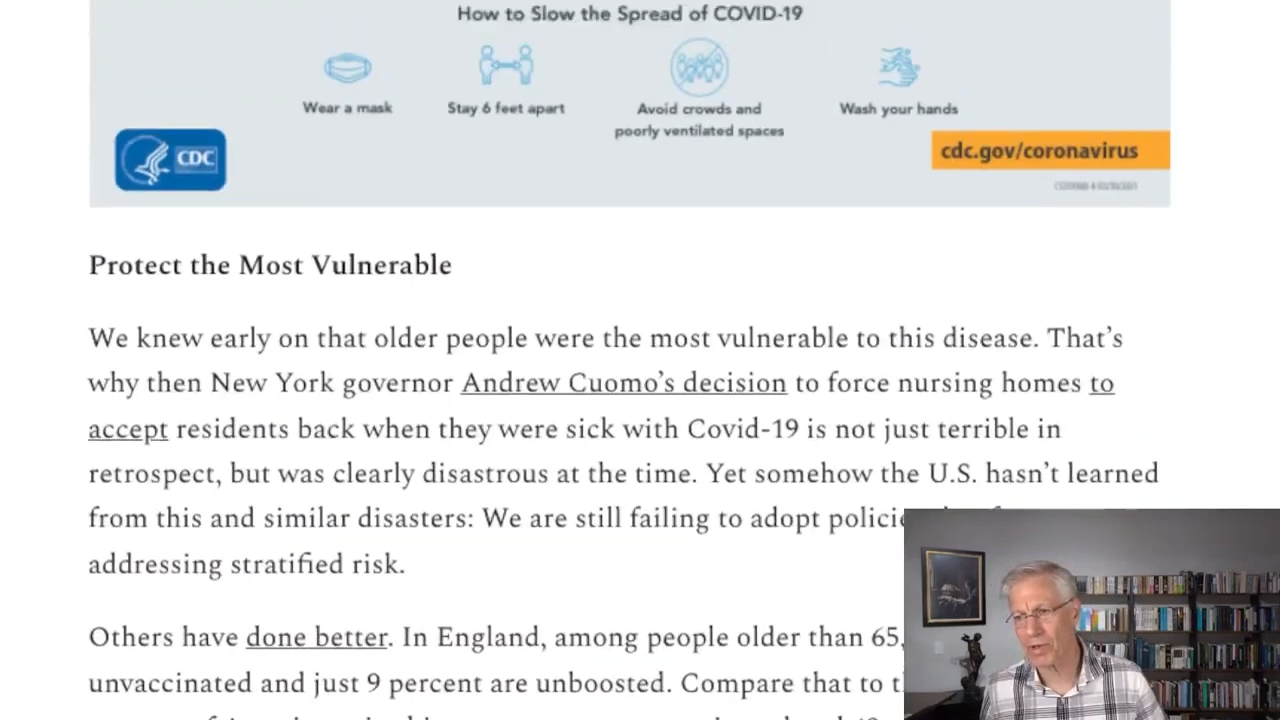 How to Slow the Spread of COVID-19
Wear a mask
Stay 6 feet apart
Avoid crowds and
poorly ventilated spaces
Wash your hands
CDC
cdc.gov/coronavirus
Protect the Most Vulnerable
We knew early on that older people were the most vulnerable to this disease. That’s
why then New York governor Andrew Cuomo’s decision to force nursing homes to
accept residents back when they were sick with Covid-19 is not just terrible in
retrospect, but was clearly disastrous at the time. Yet somehow the U.S. hasn’t learned
from this and similar disasters: We are still failing to adopt
addressing stratified risk.
Others have done better. In England, among people older than 65,
unvaccinated and just 9 percent are unboosted. Compare that to